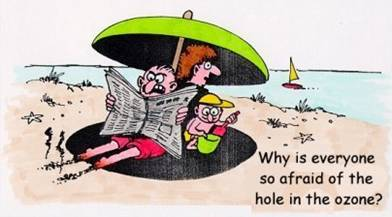 Why is everyone
so afraid of the
hole in the ozone?